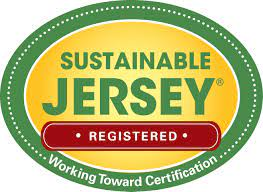 SUSTAINABLE
JERSEY®
• REGISTERED •
Working Toward Certification